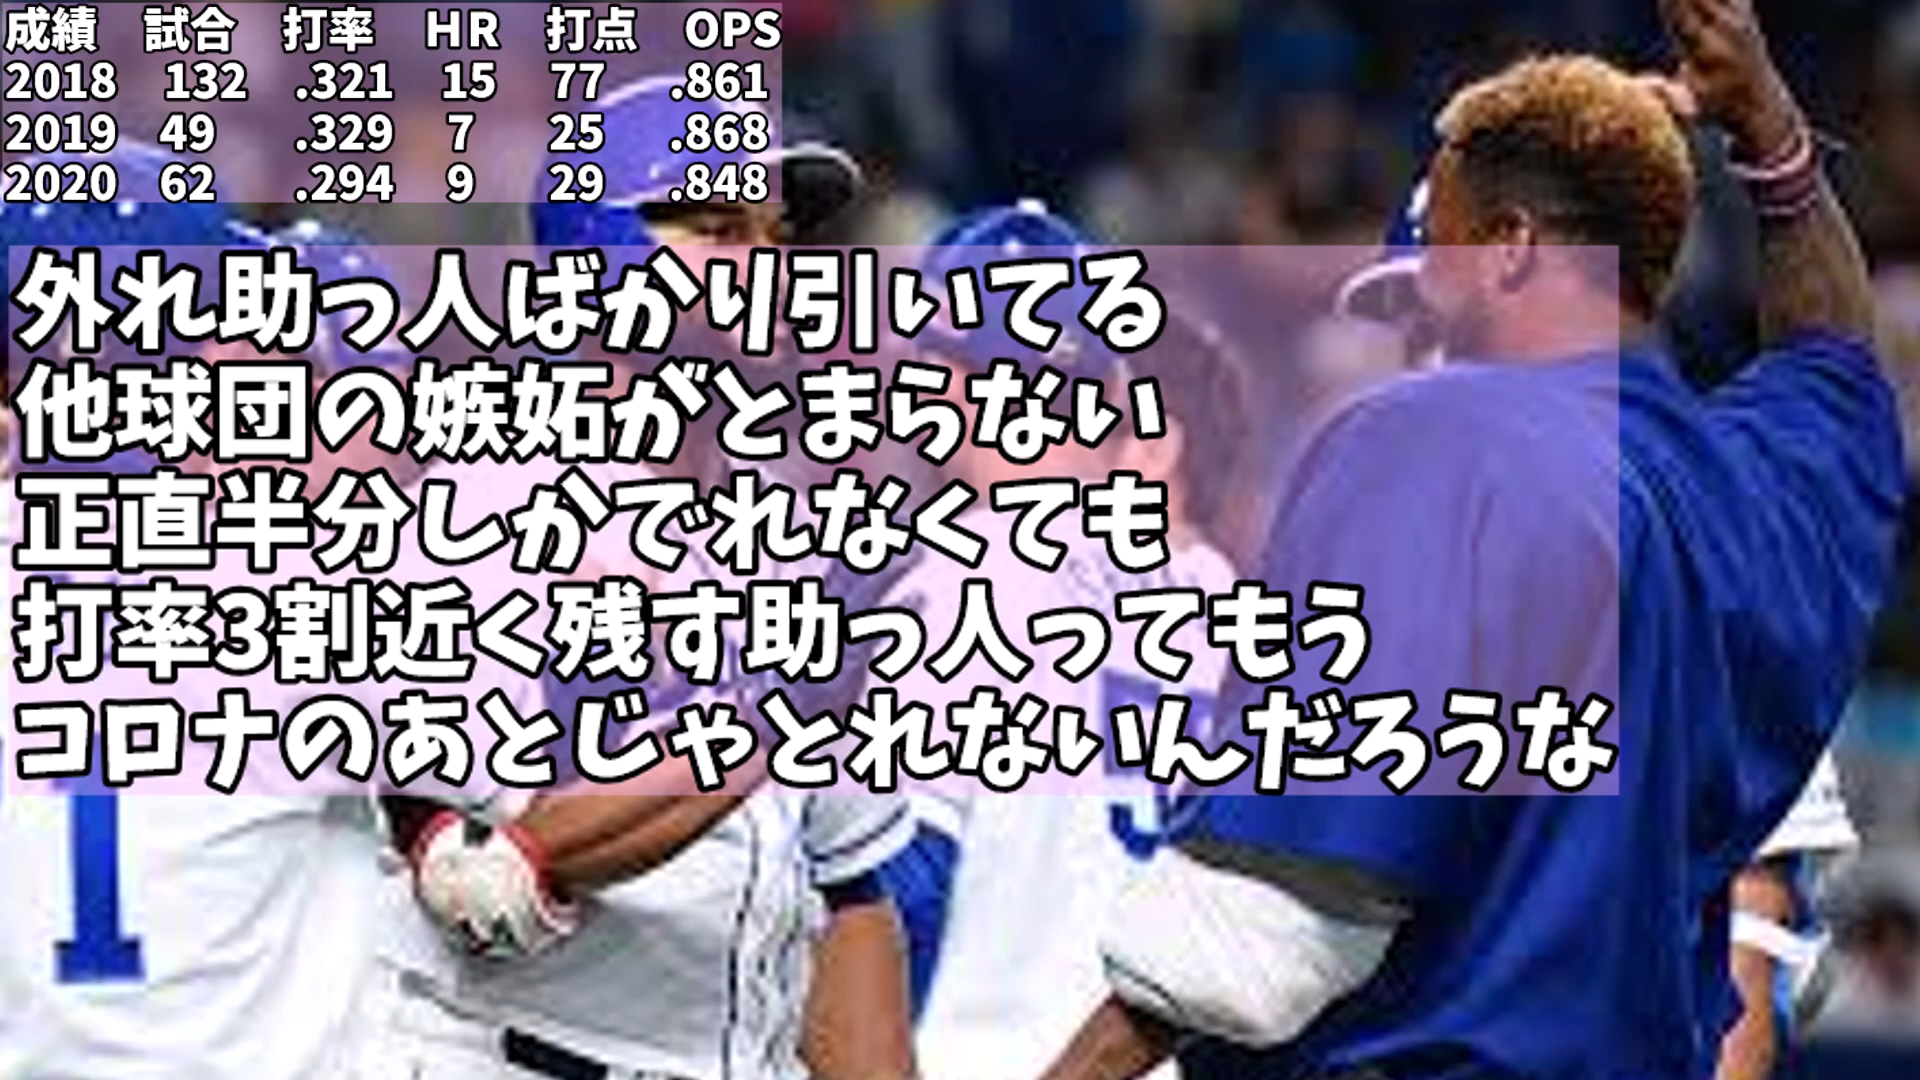 成績 試合 打率 HR 打点 OPS
2018 132 .321 15 77 .861
2019 49 .329 7 25 .868
2020 62 .294 9 29 .848
外れ助っ人ばかり引いてる
他球団の嫉妬がとまらない
正直半分しかでれなくても
打率3割近く残す助っ人ってもう
コロナのあとじゃとれないんだろうな
1
5